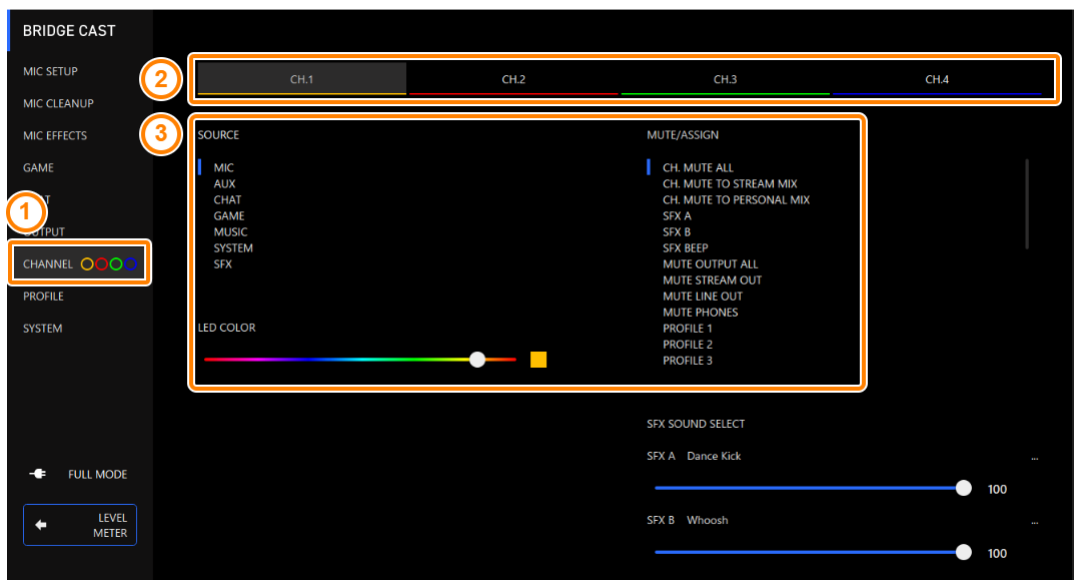 BRIDGE CAST
MIC SETUP
MIC CLEANUP
MIC EFFECTS
GAME
CHANNEL
PROFILE
SYSTEM
FULL MODE
LEVEL
METER
1
2
CH.1
CH.2
CH.3
CH.4
3
SOURCE
MIC
AUX
CHAT
GAME
MUSIC
SYSTEM
SFX
LED COLOR
MUTE/ASSIGN
CH. MUTE ALL
CH. MUTE TO STREAM MIX
CH. MUTE TO PERSONAL MIX
SFX A
SFX B
SFX BEEP
MUTE OUTPUT ALL
MUTE STREAM OUT
MUTE LINE OUT
MUTE PHONES
PROFILE 1
PROFILE 2
PROFILE 3
SFX SOUND SELECT
SFX A Dance Kick ...
100
SFX B Whoosh ...
100